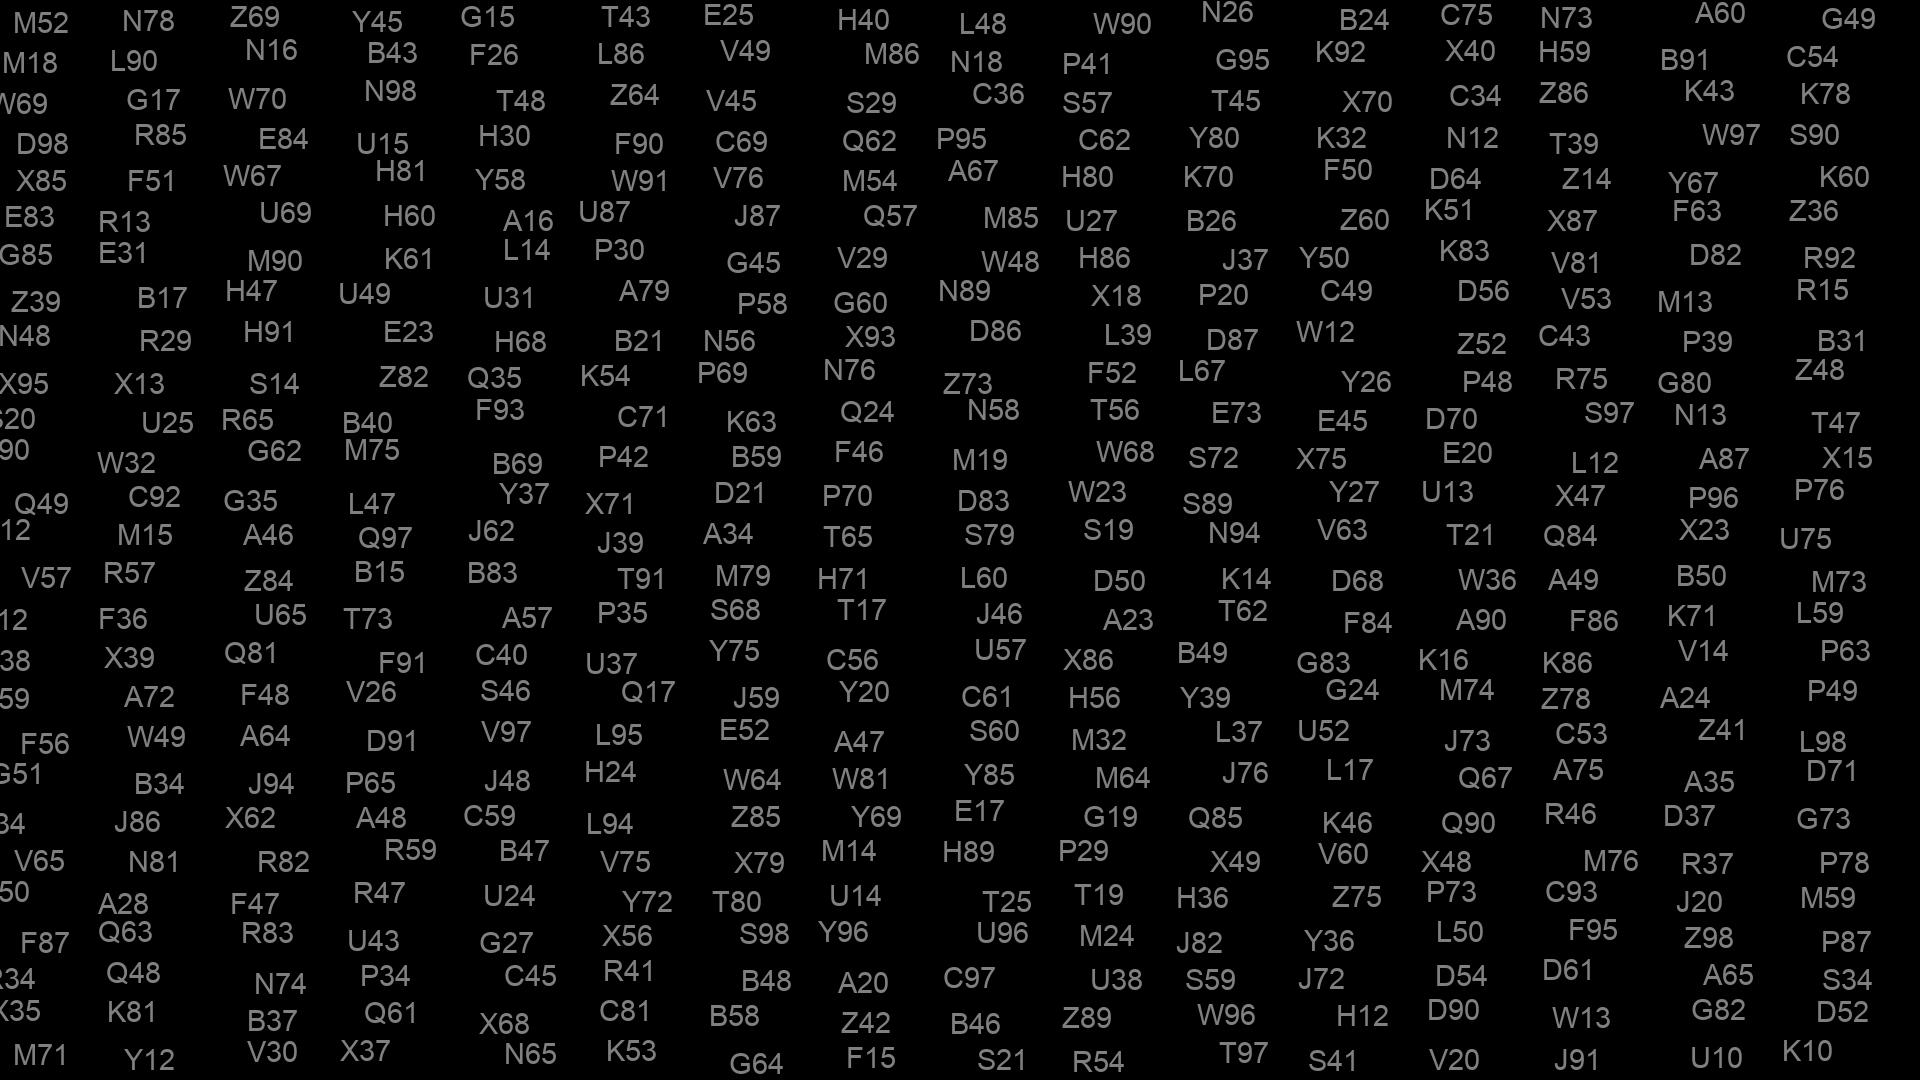 M52 N78 Z69 Y45 G15 T43 E25 H40 L48 W90 N26 B24 C75 N73 A60 G49
M18 L90 N16 B43 F26 L86 V49 M86 N18 P41 G95 K92 X40 H59 B91 C54
W69 G17 W70 N98 T48 Z64 V45 S29 C36 S57 T45 X70 C34 Z86 K43 K78
D98 R85 E84 U15 H30 F90 C69 Q62 P95 C62 Y80 K32 N12 T39 W97 S90
X85 F51 W67 H81 Y58 W91 V76 M54 A67 H80 K70 F50 D64 Z14 Y67 K60
E83 R13 U69 H60 A16 U87 J87 Q57 M85 U27 B26 Z60 K51 X87 F63 Z36
G85 E31 M90 K61 L14 P30 G45 V29 W48 H86 J37 Y50 K83 V81 D82 R92
Z39 B17 H47 U49 U31 A79 P58 G60 N89 X18 P20 C49 D56 V53 M13 R15
N48 R29 H91 E23 H68 B21 N56 X93 D86 L39 D87 W12 Z52 C43 P39 B31
X95 X13 S14 Z82 Q35 K54 P69 N76 Z73 F52 L67 Y26 P48 R75 G80 Z48
S20 U25 R65 B40 F93 C71 K63 Q24 N58 T56 E73 E45 D70 S97 N13 T47
90 W32 G62 M75 B69 P42 B59 F46 M19 W68 S72 X75 E20 L12 A87 X15
Q49 C92 G35 L47 Y37 X71 D21 P70 D83 W23 S89 Y27 U13 X47 P96 P76
12 M15 A46 Q97 J62 J39 A34 T65 S79 S19 N94 V63 T21 Q84 X23 U75
V57 R57 Z84 B15 B83 T91 M79 H71 L60 D50 K14 D68 W36 A49 B50 M73
12 F36 U65 T73 A57 P35 S68 T17 J46 A23 T62 F84 A90 F86 K71 L59
38 X39 Q81 F91 C40 U37 Y75 C56 U57 X86 B49 G83 K16 K86 V14 P63
59 A72 F48 V26 S46 Q17 J59 Y20 C61 H56 Y39 G24 M74 Z78 A24 P49
F56 W49 A64 D91 V97 L95 E52 A47 S60 M32 L37 U52 J73 C53 Z41 L98
G51 B34 J94 P65 J48 H24 W64 W81 Y85 M64 J76 L17 Q67 A75 A35 D71
34 J86 X62 A48 C59 L94 Z85 Y69 E17 G19 Q85 K46 Q90 R46 D37 G73
V65 N81 R82 R59 B47 V75 X79 M14 H89 P29 X49 V60 X48 M76 R37 P78
50 A28 F47 R47 U24 Y72 T80 U14 T25 T19 H36 Z75 P73 C93 J20 M59
F87 Q63 R83 U43 G27 X56 S98 Y96 U96 M24 J82 Y36 L50 F95 Z98 P87
34 Q48 N74 P34 C45 R41 B48 A20 C97 U38 S59 J72 D54 D61 A65 S34
X35 K81 B37 Q61 X68 C81 B58 Z42 B46 Z89 W96 H12 D90 W13 G82 D52
M71 Y12 V30 X37 N65 K53 G64 F15 S21 R54 T97 S41 V20 J91 U10 K10